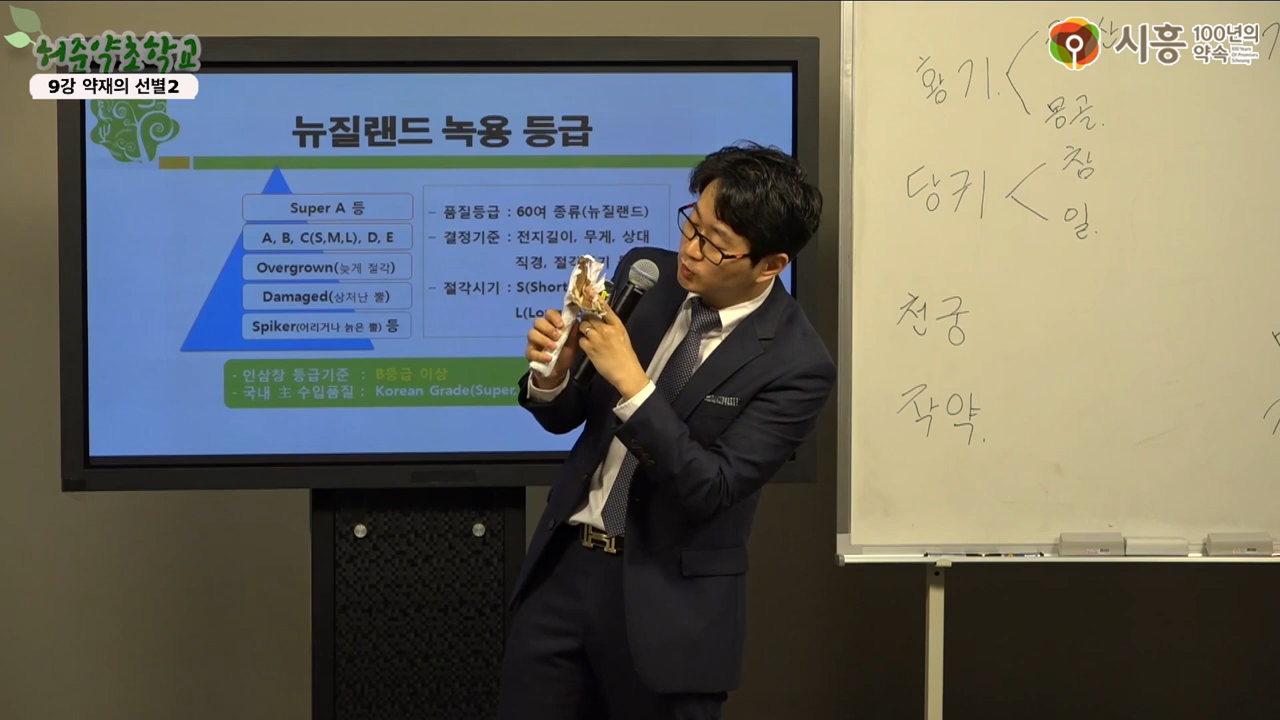 허준약초학교
9강 약재의 선별2
시흥 100년의 약속
뉴질랜드 녹용 등급
Super A 등
A, B, C(S,M,L), D, E
Overgrown(늦게 절각)
Damaged(상처난 뿔)
Spiker(어리거나 늙은 뿔) 등
– 품질등급 : 60여 종류(뉴질랜드)
– 결정기준 : 전지길이, 무게, 상대
직경, 절각
– 절각시기 : S(Short
- 인삼창 등급기준 : B등급 이상
- 국내 主 수입품질 : Korean Grade(Super,
황기
몽골.
당귀
참
일.
천궁
작약.